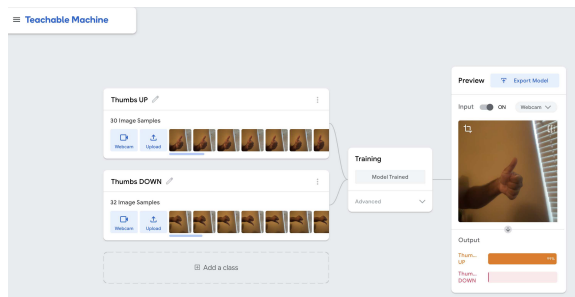 Teachable Machine
Thumbs UP
30 Image Samples
Webcam
Upload
Thumbs DOWN
32 Image Samples
Webcam
Upload
Add a class
Training
Model Trained
Advanced
Preview
Export Model
Input
ON
Webcam
Output
Thum...
UP
Thum...
DOWN